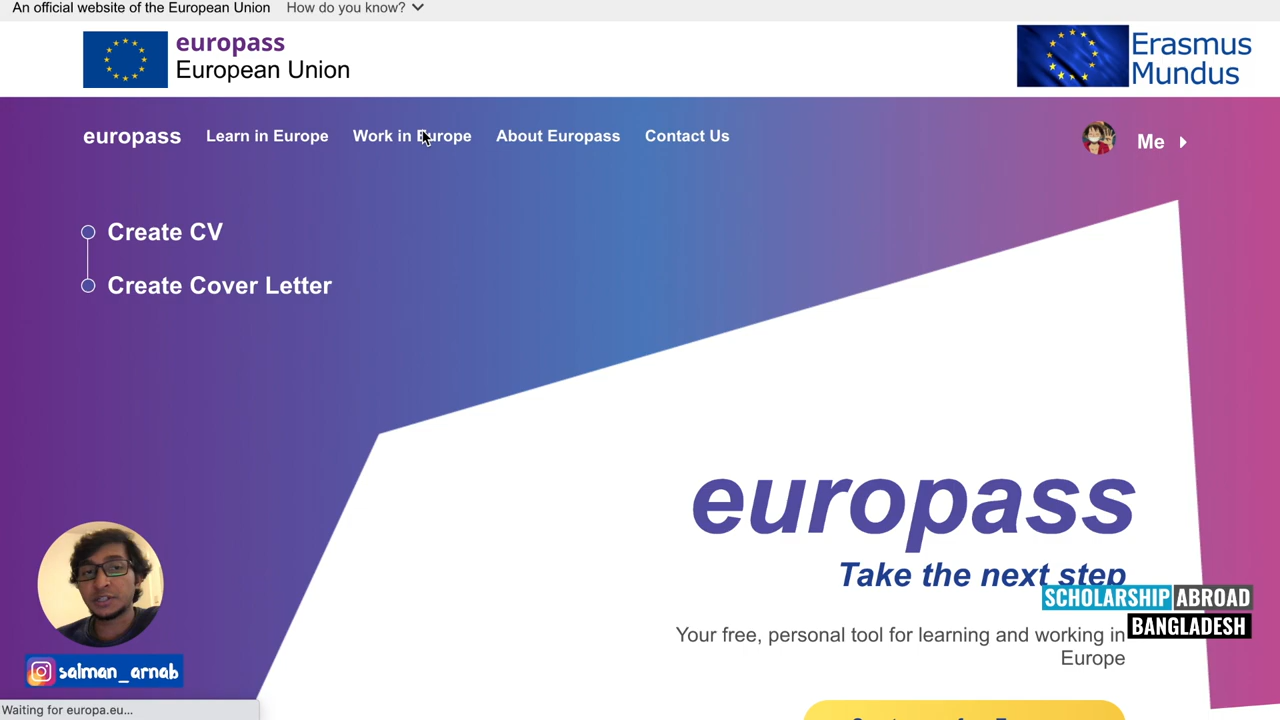 An official website of the European Union How do you know?
europass
European Union
Erasmus
Mundus
europass Learn in Europe Work in Europe About Europass Contact Us Me
Create CV
Create Cover Letter
europass
Take the next step
SCHOLARSHIP ABROAD
BANGLADESH
Your free, personal tool for learning and working in
Europe
saiman_arnab
Waiting for europa.eu...